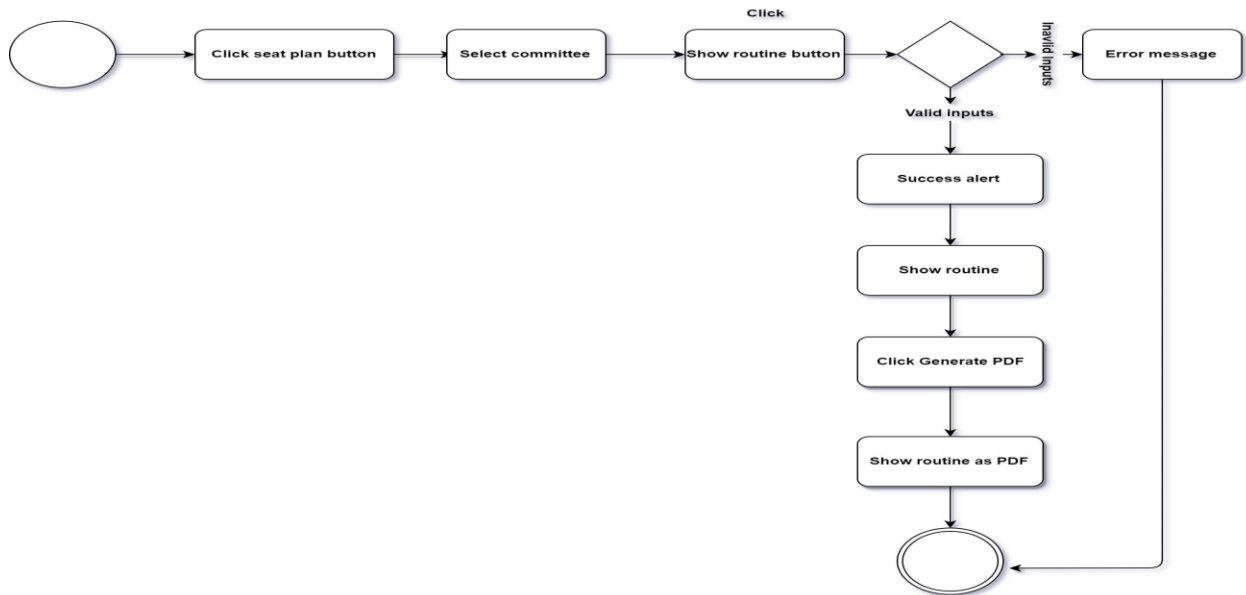 Click
Click seat plan button
Select committee
Show routine button
Inavlid Inputs
Error message
Valid inputs
Success alert
Show routine
Click Generate PDF
Show routine as PDF